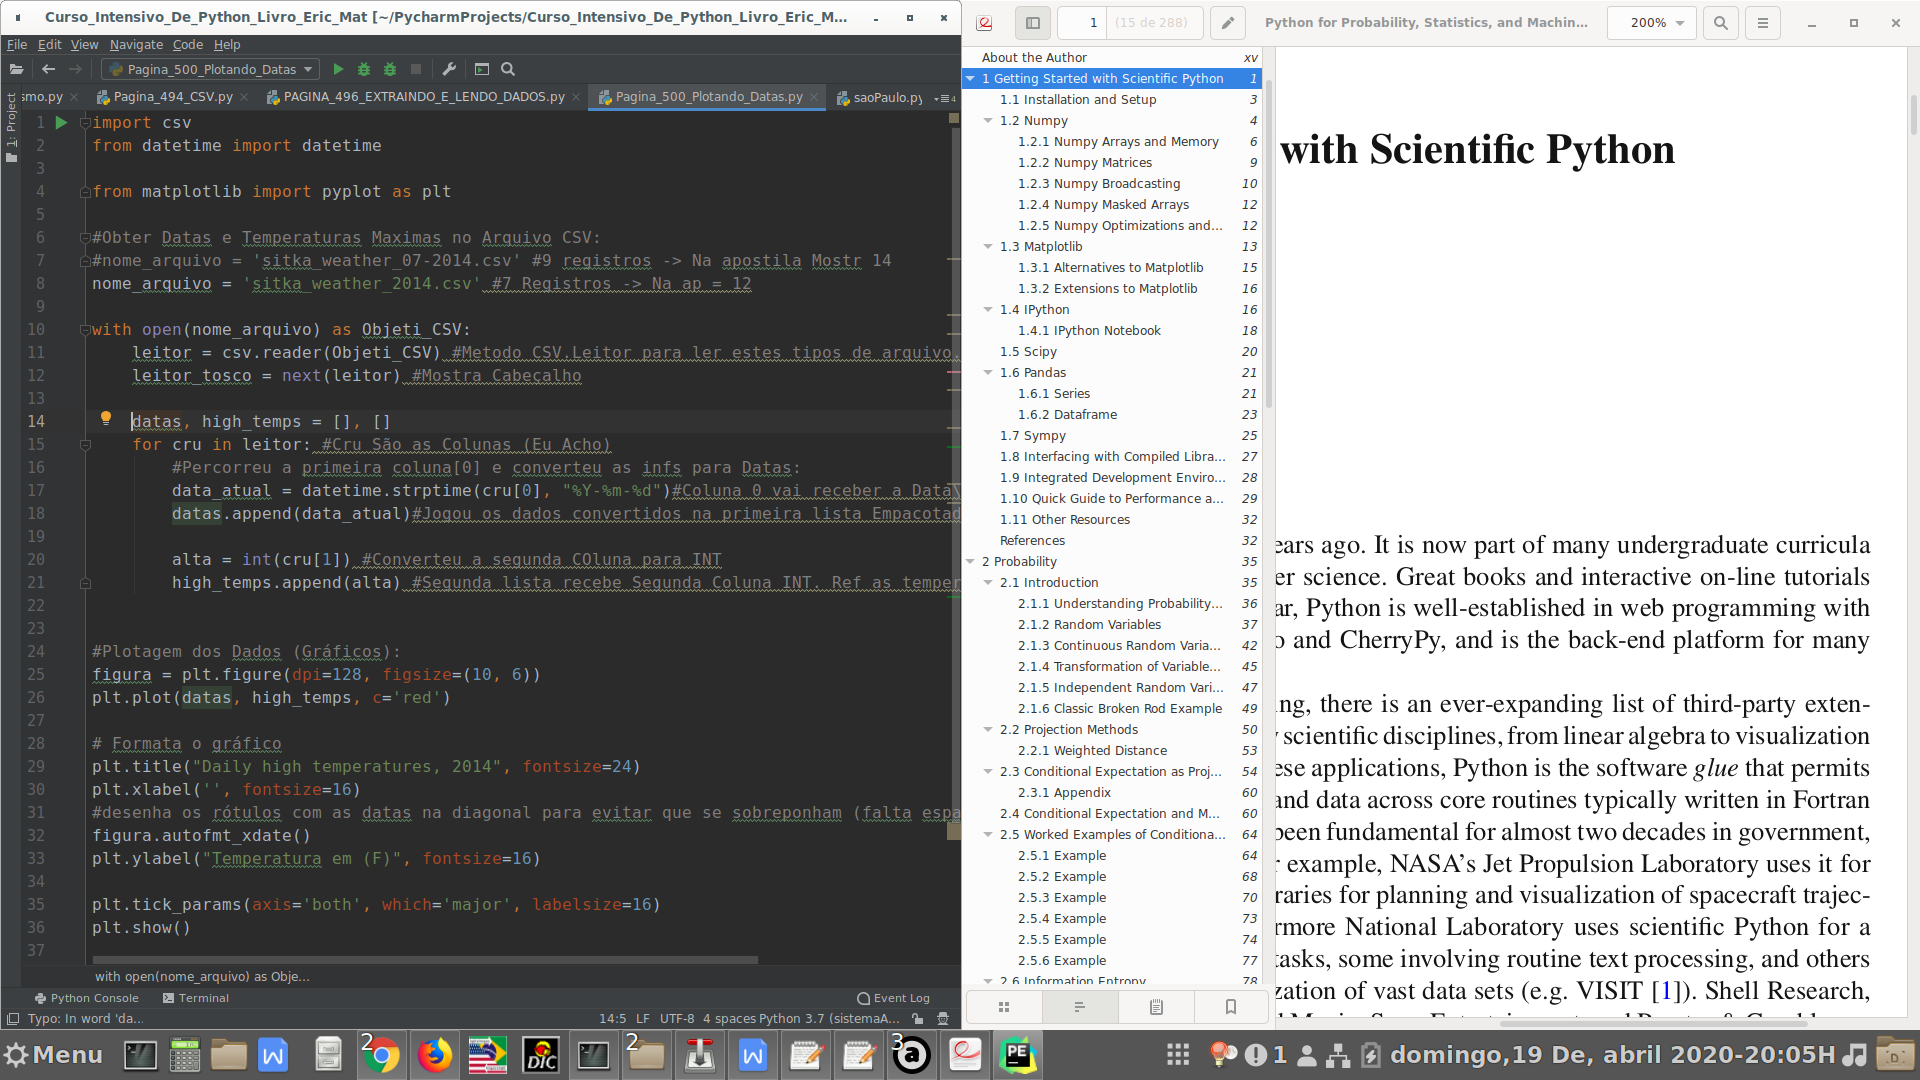 Curso_Intensivo_De_Python_Livro_Eric_Mat [~/PycharmProjects/Curso_Intensivo_De_Python_Livro_Eric_M...
File Edit View Navigate Code Help
Pagina_500_Plotando_Datas
smo.py Pagina_494_CSV.py PAGINA_496_EXTRAINDO_E_LENDO_DADOS.py Pagina_500_Plotando_Datas.py saoPaulo.py
1: Project
1 import csv
2 from datetime import datetime
3
4 from matplotlib import pyplot as plt
5
6 #Obter Datas e Temperaturas Maximas no Arquivo CSV:
7 #nome_arquivo = 'sitka_weather_07-2014.csv' #9 registros -> Na apostila Mostr 14
8 nome_arquivo = 'sitka_weather_2014.csv' #7 Registros -> Na ap = 12
9
10 with open(nome_arquivo) as Objeti_CSV:
11 leitor = csv.reader(Objeti_CSV) #Metodo CSV.Leitor para ler estes tipos de arquivo.
12 leitor_tosco = next(leitor) #Mostra Cabeçalho
13
14 datas, high_temps = [], []
15 for cru in leitor: #Cru São as Colunas (Eu Acho)
16 #Percorreu a primeira coluna[0] e converteu as infs para Datas:
17 data_atual = datetime.strptime(cru[0], "%Y-%m-%d")#Coluna 0 vai receber a Data\
18 datas.append(data_atual)#Jogou os dados convertidos na primeira lista Empacotad
19
20 alta = int(cru[1]) #Converteu a segunda COluna para INT
21 high_temps.append(alta) #Segunda lista recebe Segunda Coluna INT. Ref as temper
22
23
24 #Plotagem dos Dados (Gráficos):
25 figura = plt.figure(dpi=128, figsize=(10, 6))
26 plt.plot(datas, high_temps, c='red')
27
28 # Formata o gráfico
29 plt.title("Daily high temperatures, 2014", fontsize=24)
30 plt.xlabel('', fontsize=16)
31 #desenha os rótulos com as datas na diagonal para evitar que se sobreponham (falta espa
32 figura.autofmt_xdate()
33 plt.ylabel("Temperatura em (F)", fontsize=16)
34
35 plt.tick_params(axis='both', which='major', labelsize=16)
36 plt.show()
37
with open(nome_arquivo) as Obje...
Python Console Terminal Event Log
Typo: In word 'da... 14:5 LF UTF-8 4 spaces Python 3.7 (sistemaA...
1 (15 de 288) Python for Probability, Statistics, and Machin... 200%
About the Author xv
1 Getting Started with Scientific Python 1
1.1 Installation and Setup 3
1.2 Numpy 4
1.2.1 Numpy Arrays and Memory 6
1.2.2 Numpy Matrices 9
1.2.3 Numpy Broadcasting 10
1.2.4 Numpy Masked Arrays 12
1.2.5 Numpy Optimizations and... 12
1.3 Matplotlib 13
1.3.1 Alternatives to Matplotlib 15
1.3.2 Extensions to Matplotlib 16
1.4 IPython 16
1.4.1 IPython Notebook 18
1.5 Scipy 20
1.6 Pandas 21
1.6.1 Series 21
1.6.2 Dataframe 23
1.7 Sympy 25
1.8 Interfacing with Compiled Libra... 27
1.9 Integrated Development Enviro... 28
1.10 Quick Guide to Performance a... 29
1.11 Other Resources 32
References 32
2 Probability 35
2.1 Introduction 35
2.1.1 Understanding Probability... 36
2.1.2 Random Variables 37
2.1.3 Continuous Random Varia... 42
2.1.4 Transformation of Variable... 45
2.1.5 Independent Random Vari... 47
2.1.6 Classic Broken Rod Example 49
2.2 Projection Methods 50
2.2.1 Weighted Distance 53
2.3 Conditional Expectation as Proj... 54
2.3.1 Appendix 60
2.4 Conditional Expectation and M... 60
2.5 Worked Examples of Conditiona... 64
2.5.1 Example 64
2.5.2 Example 68
2.5.3 Example 70
2.5.4 Example 73
2.5.5 Example 74
2.5.6 Example 77
2.6 Information Entropy 78
with Scientific Python
ears ago. It is now part of many undergraduate curricula
er science. Great books and interactive on-line tutorials
ar, Python is well-established in web programming with
o and CherryPy, and is the back-end platform for many
ing, there is an ever-expanding list of third-party exten-
scientific disciplines, from linear algebra to visualization
ese applications, Python is the software glue that permits
and data across core routines typically written in Fortran
been fundamental for almost two decades in government,
r example, NASA's Jet Propulsion Laboratory uses it for
raries for planning and visualization of spacecraft trajec-
rmore National Laboratory uses scientific Python for a
tasks, some involving routine text processing, and others
zation of vast data sets (e.g. VISIT [1]). Shell Research,
Menu 2 DIC 2 3 a PE 1 domingo,19 De, abril 2020-20:05H